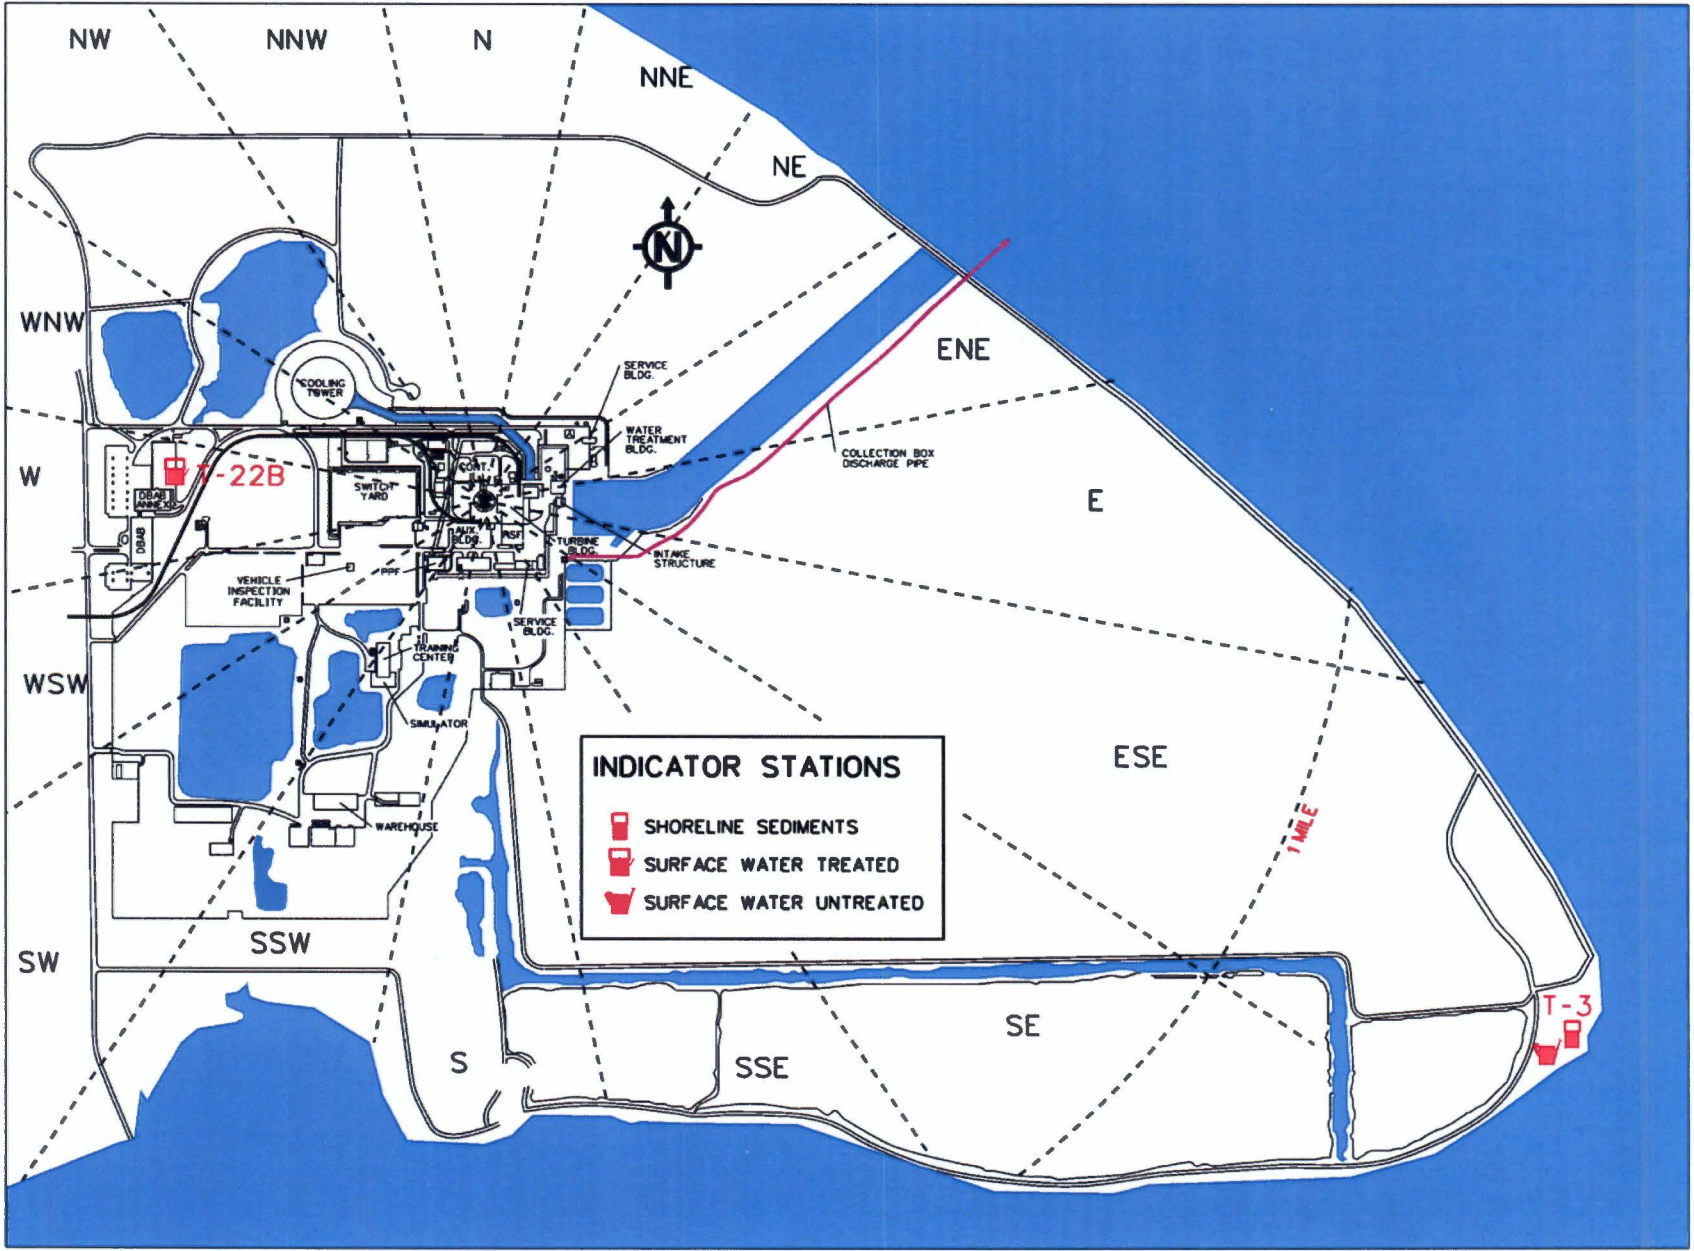 NW
NNW
N
NNE
NE
N
WNW
ENE
COOLING
TOWER
SERVICE
BLDG.
WATER
TREATMENT
BLDG.
COLLECTION BOX
DISCHARGE PIPE
W
T-22B
CONT.
SWITCH
YARD
DBAB
ANNEX
E
DBAB
AUX.
BLDG.
RSF
TURBINE
BLDG.
INTAKE
STRUCTURE
PPF
VEHICLE
INSPECTION
FACILITY
SERVICE
BLDG.
TRAINING
CENTER
WSW
SIMULATOR
ESE
INDICATOR STATIONS
SHORELINE SEDIMENTS
SURFACE WATER TREATED
SURFACE WATER UNTREATED
1 MILE
WAREHOUSE
SW
SSW
T-3
SE
S
SSE